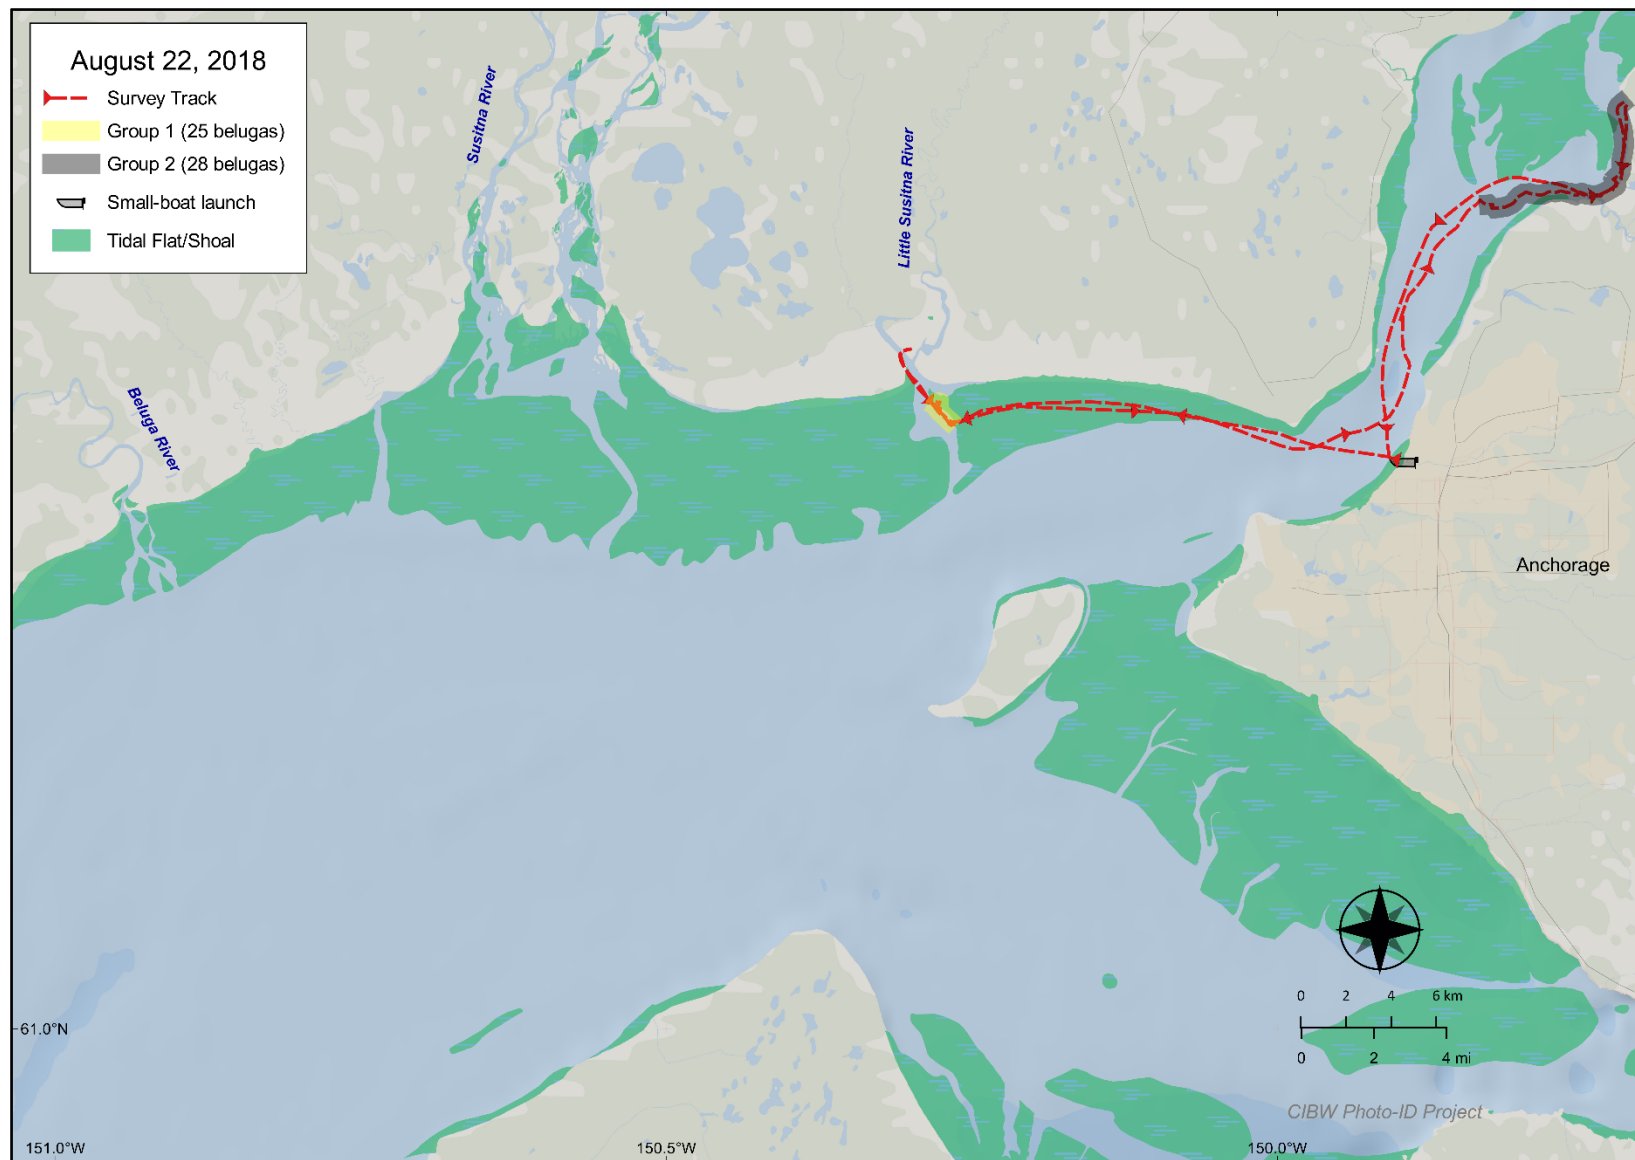 August 22, 2018
Survey Track
Group 1 (25 belugas)
Group 2 (28 belugas)
Small-boat launch
Tidal Flat/Shoal
Susitna River
Little Susitna River
Beluga River
Anchorage
0 2 4 6 km
0 2 4 mi
61.0°N
CIBW Photo-ID Project
151.0°W
150.5°W
150.0°W